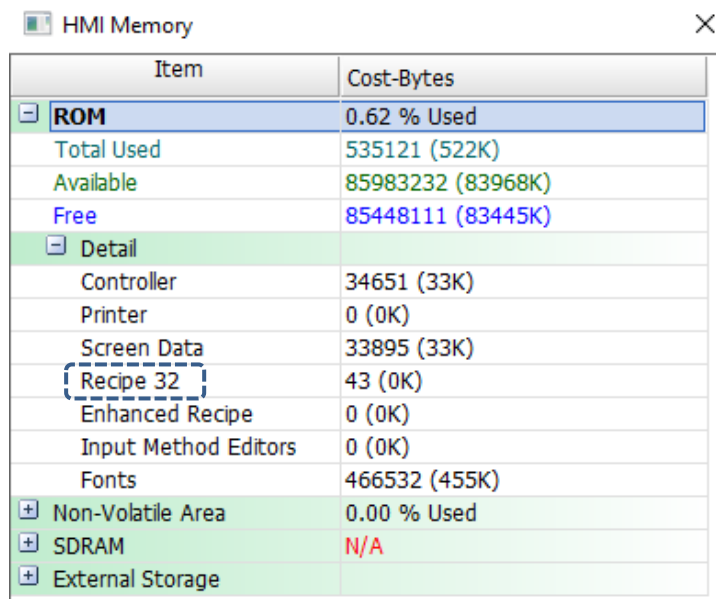 HMI Memory
Item Cost-Bytes
ROM 0.62 % Used
Total Used 535121 (522K)
Available 85983232 (83968K)
Free 85448111 (83445K)
Detail
Controller 34651 (33K)
Printer 0 (0K)
Screen Data 33895 (33K)
Recipe 32 43 (0K)
Enhanced Recipe 0 (0K)
Input Method Editors 0 (0K)
Fonts 466532 (455K)
Non-Volatile Area 0.00 % Used
SDRAM N/A
External Storage